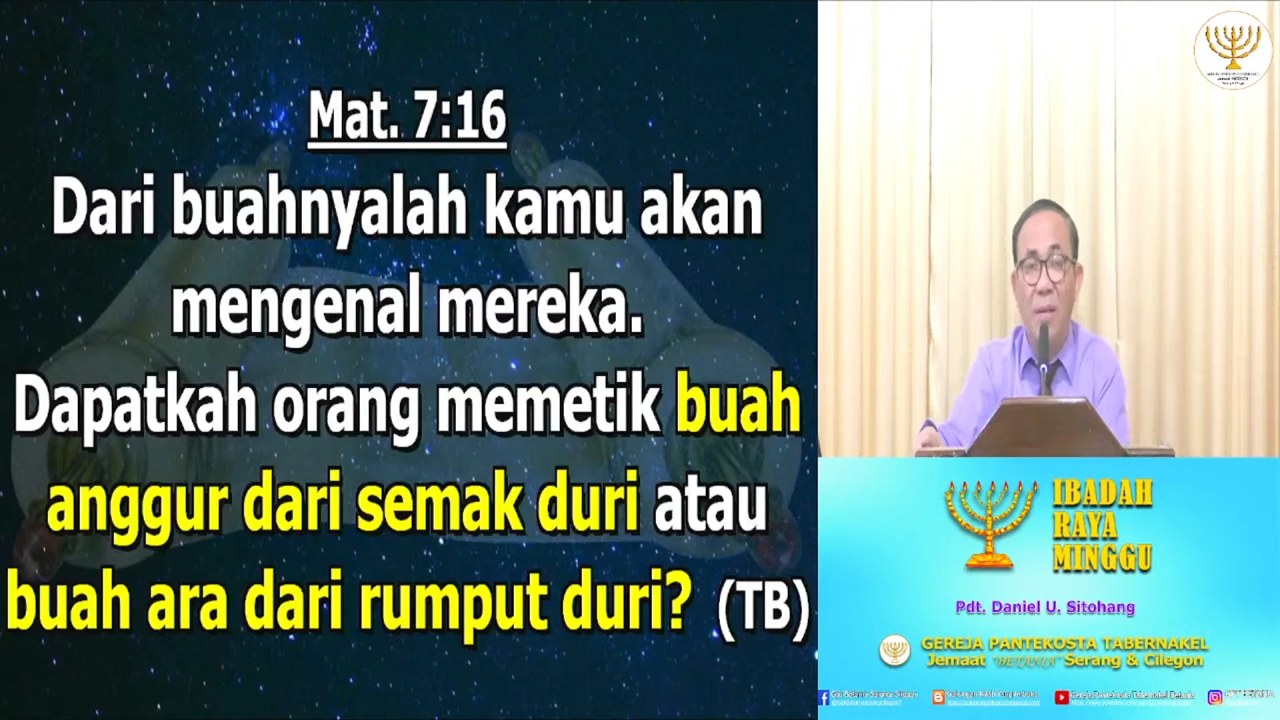 Mat. 7:16
Dari buahnyalah kamu akan
mengenal mereka.
Dapatkah orang memetik buah
anggur dari semak duri atau
buah ara dari rumput duri? (TB)
IBADAH
RAYA
MINGGU
Pdt. Daniel U. Sitohang
GEREJA PANTEKOSTA TABERNAKEL
Jemaat "BETANIA" Serang & Cilegon